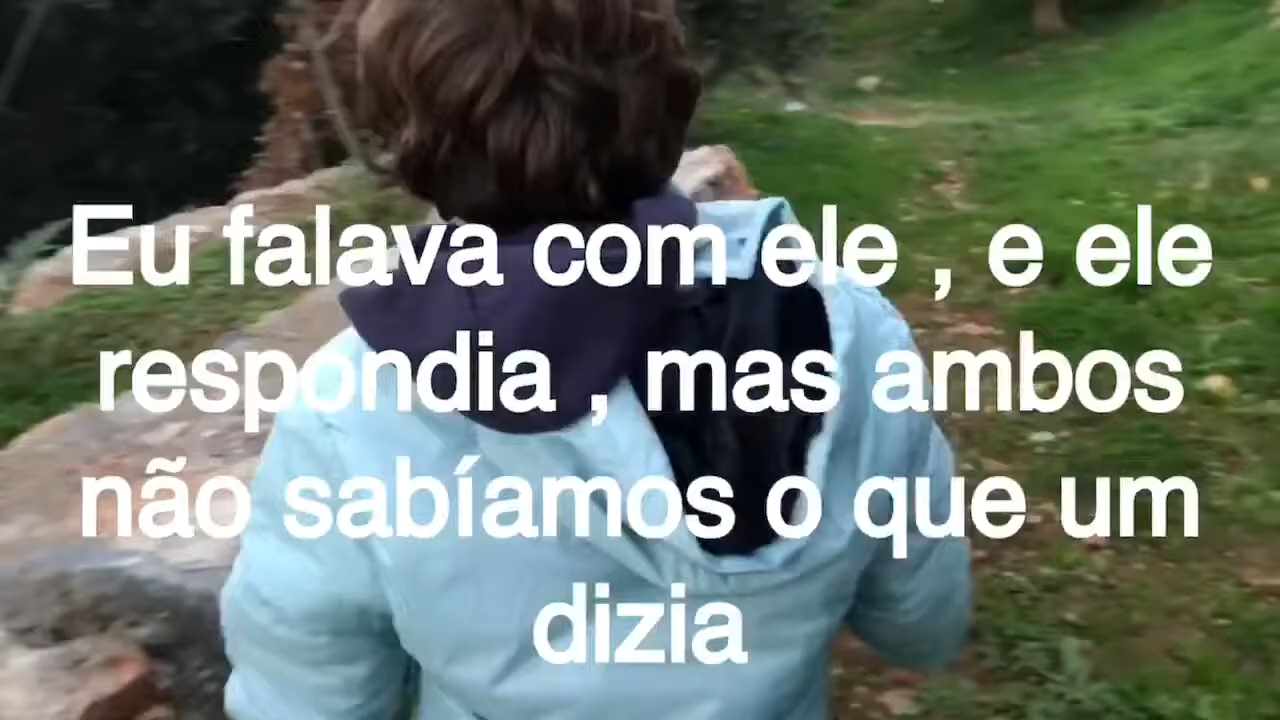 Eu falava com ele , e ele
respondia , mas ambos
não sabíamos o que um
dizia